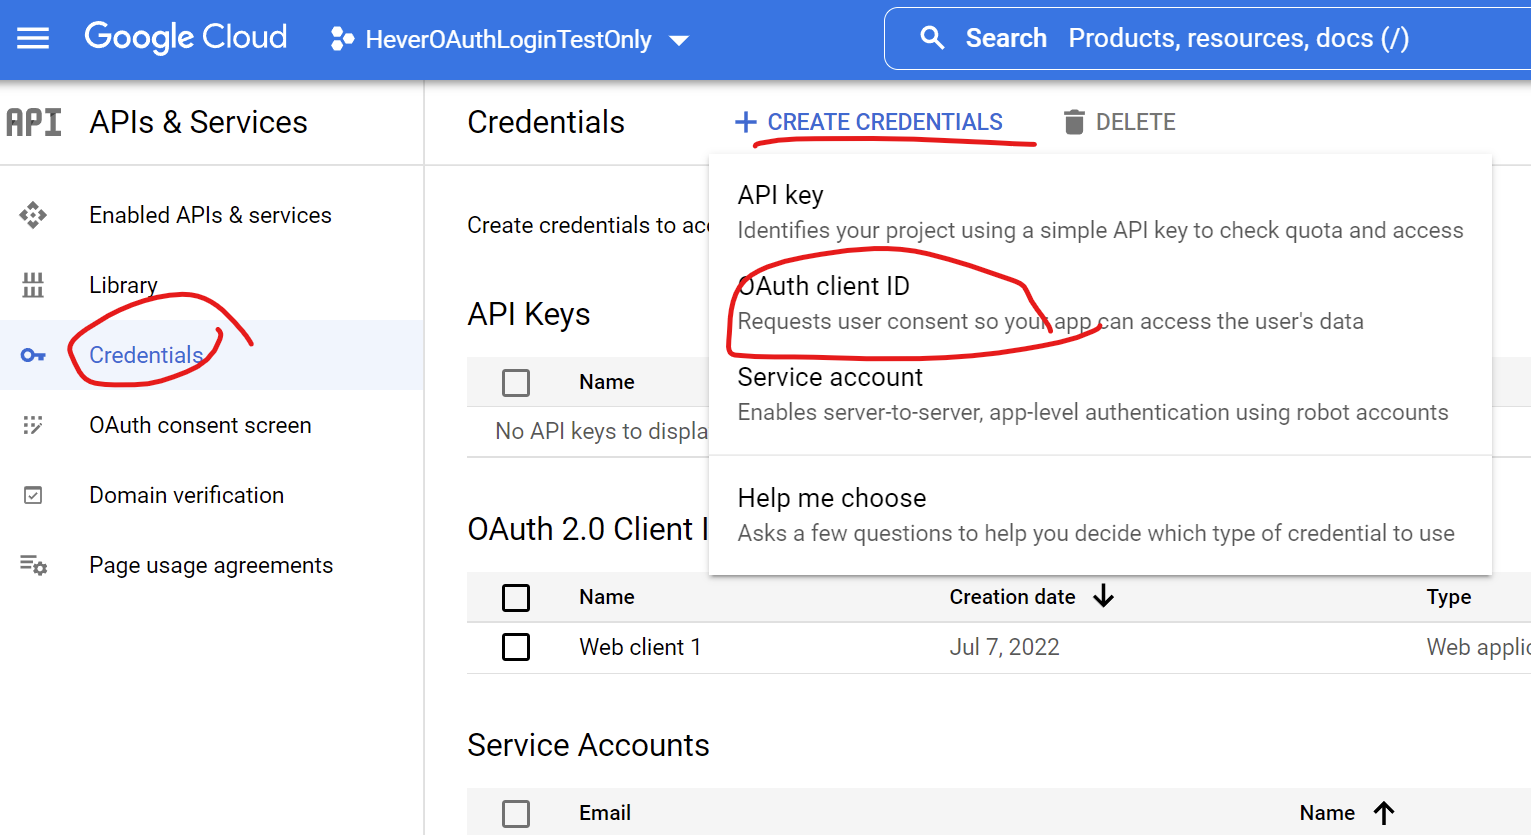 Google Cloud
HeverOAuthLoginTestOnly
Search Products, resources, docs (/)
API
APIs & Services
Credentials
CREATE CREDENTIALS
DELETE
Enabled APIs & services
Library
Credentials
OAuth consent screen
Domain verification
Page usage agreements
Create credentials to acc
API key
Identifies your project using a simple API key to check quota and access
OAuth client ID
Requests user consent so your app can access the user's data
Service account
Enables server-to-server, app-level authentication using robot accounts
Help me choose
Asks a few questions to help you decide which type of credential to use
API Keys
Name
No API keys to displa
OAuth 2.0 Client I
Name Creation date Type
Web client 1 Jul 7, 2022 Web applic
Service Accounts
Email Name